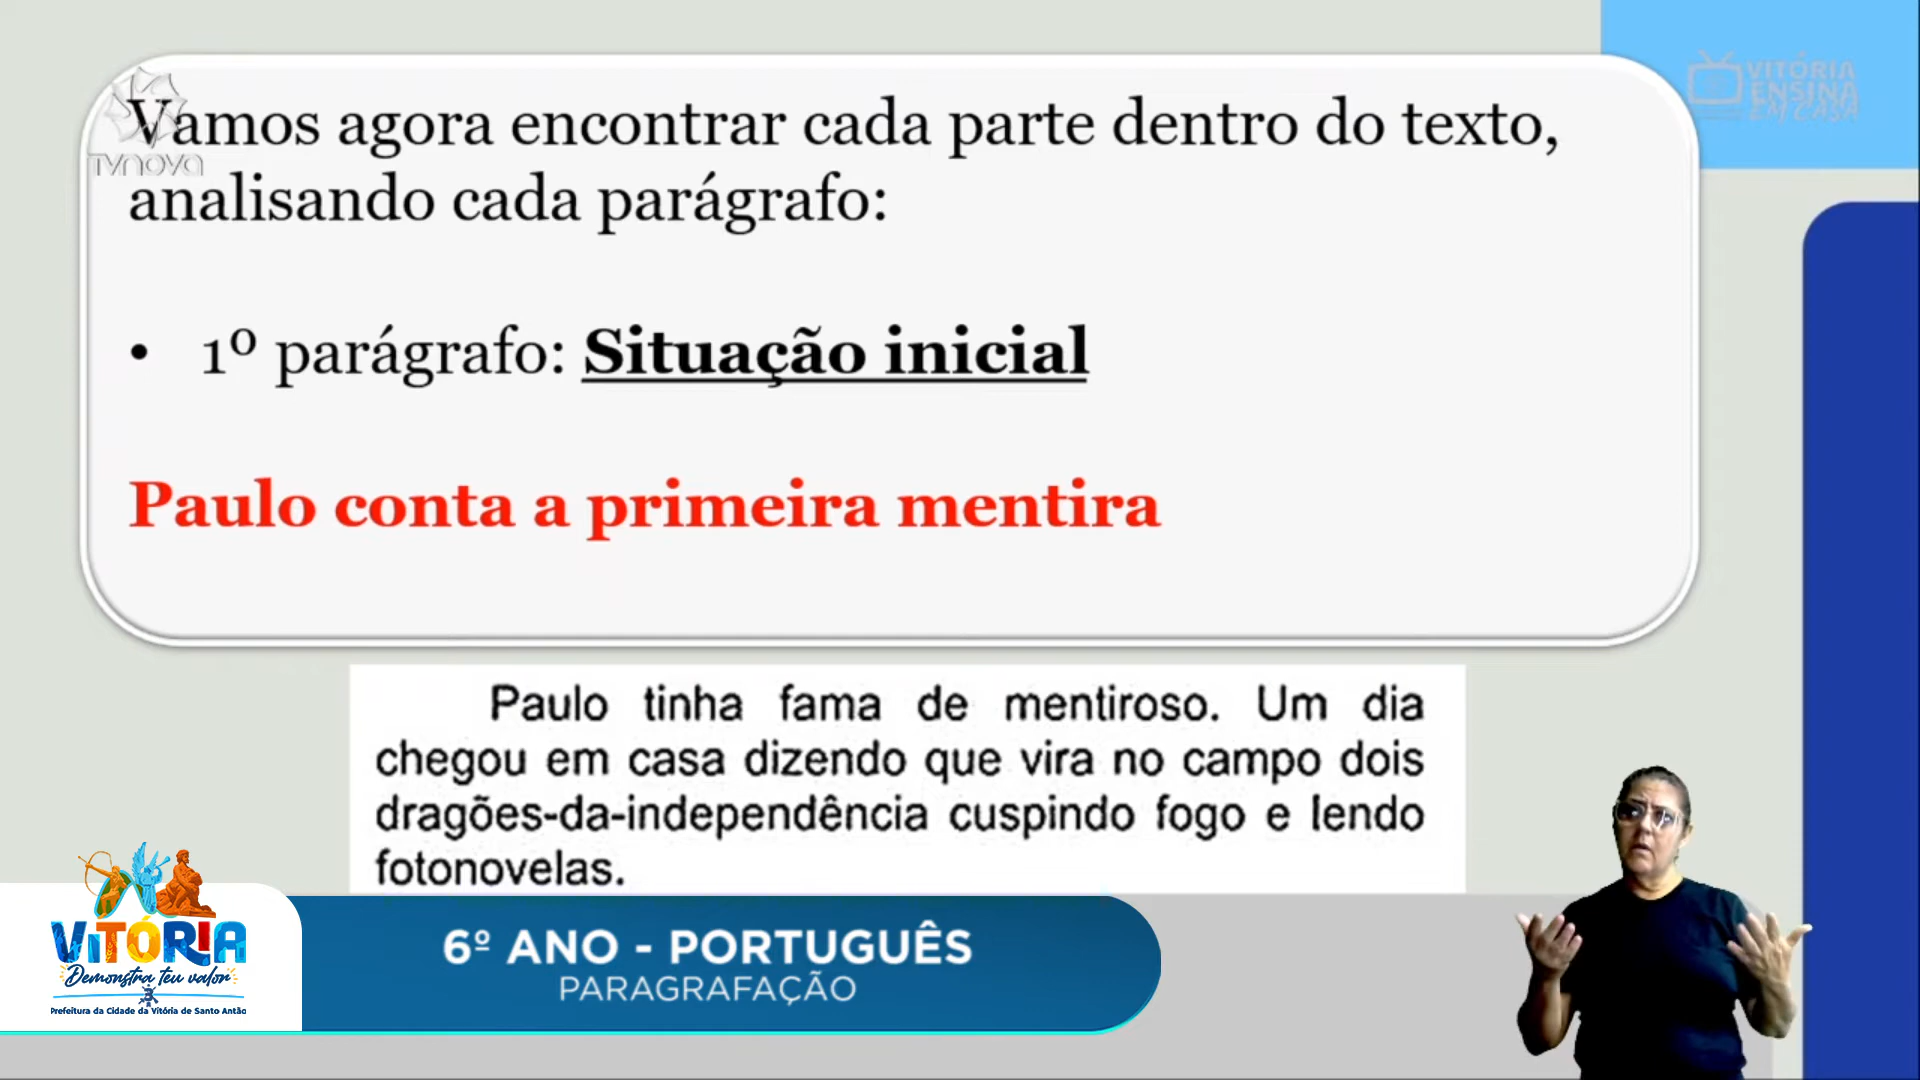 Vamos agora encontrar cada parte dentro do texto,
analisando cada parágrafo:
• 1º parágrafo: Situação inicial
Paulo conta a primeira mentira
Paulo tinha fama de mentiroso. Um dia
chegou em casa dizendo que vira no campo dois
dragões-da-independência cuspindo fogo e lendo
fotonovelas.
6º ANO - PORTUGUÊS
PARAGRAFAÇÃO
VITÓRIA
Demonstra teu valor
Prefeitura da Cidade da Vitória de Santo Antão
TVNOVA
VITÓRIA
ENSINA
EM CASA